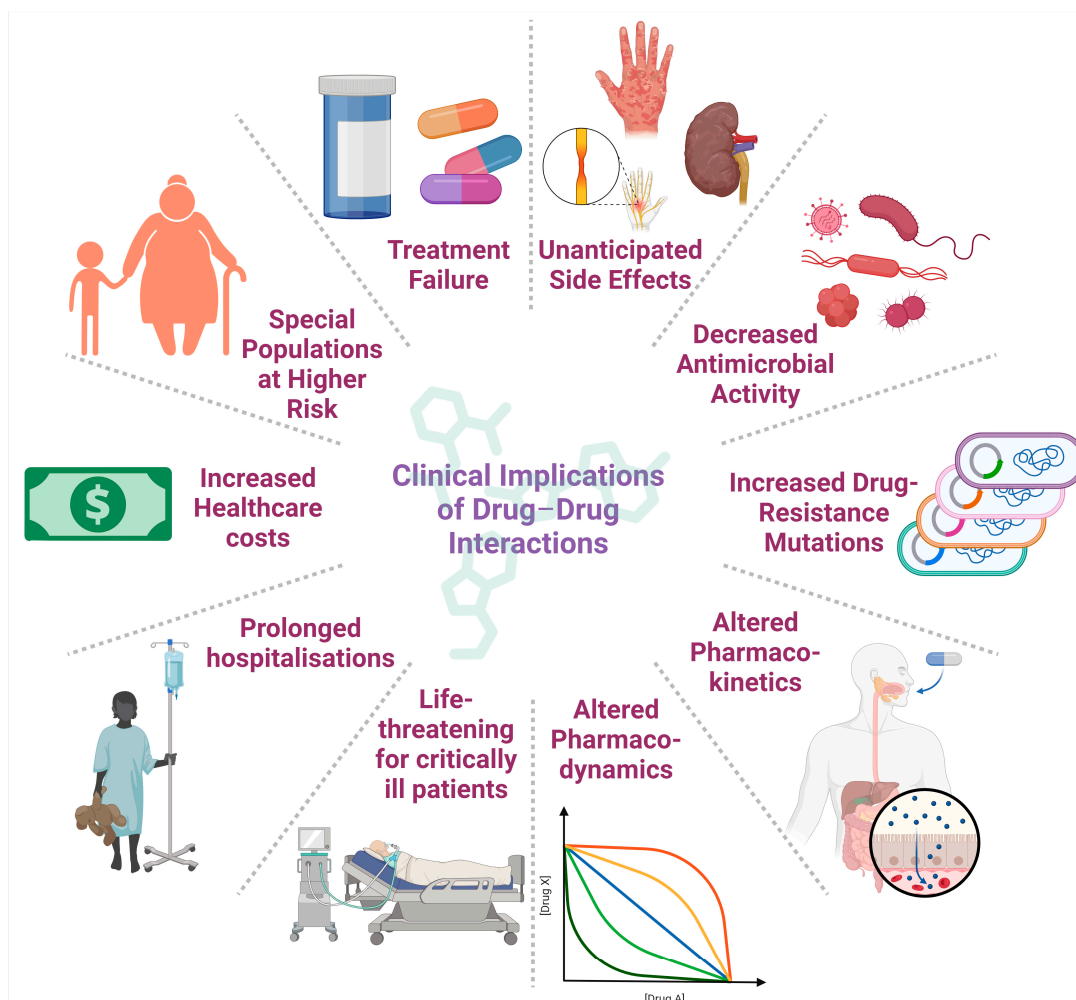 Treatment
Failure
Unanticipated
Side Effects
Special
Populations
at Higher
Risk
Decreased
Antimicrobial
Activity
Increased
Healthcare
costs
$
Clinical Implications
of Drug–Drug
Interactions
Increased Drug-
Resistance
Mutations
Prolonged
hospitalisations
Altered
Pharmaco-
kinetics
Life-
threatening
for critically
ill patients
Altered
Pharmaco-
dynamics
[Drug X]
[Drug A]